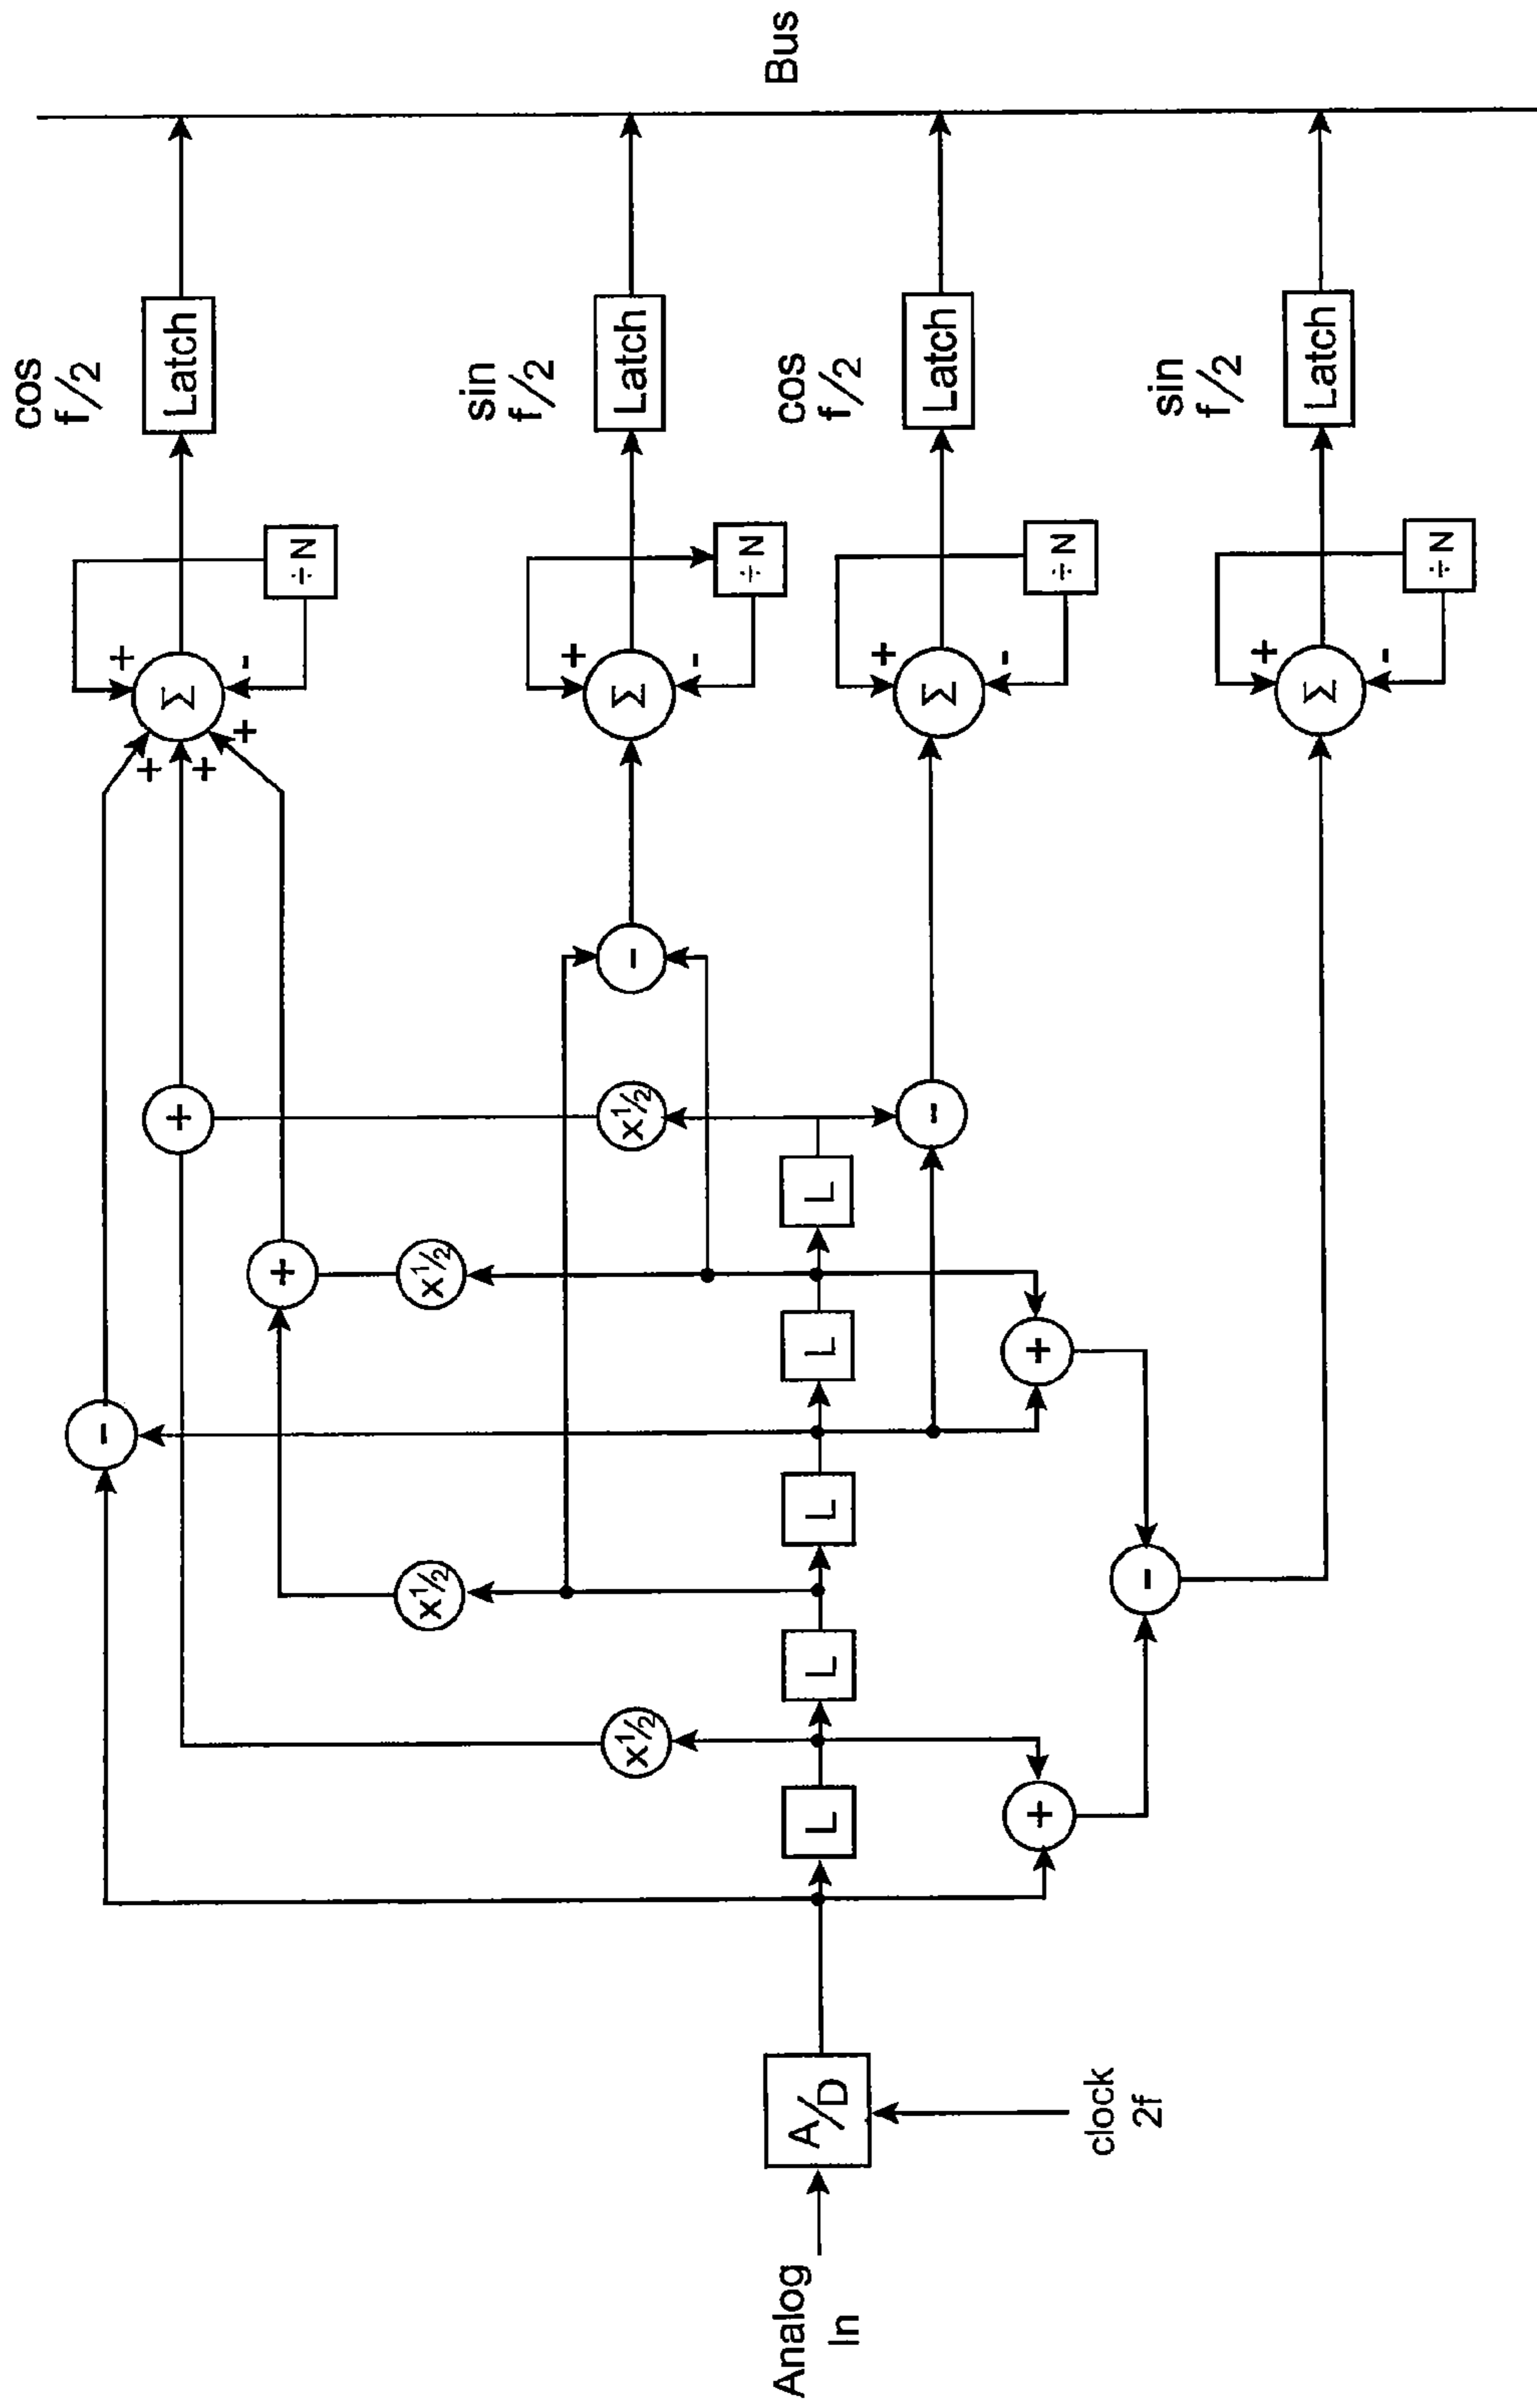 cos
f/2
-
+
+
+
+
+
Σ
-
Latch
÷ N
+
x½
x½
sin
f/2
x½
x½
-
+
Σ
-
Latch
÷ N
Bus
Analog
In
A/D
L
L
L
L
L
cos
f/2
-
+
Σ
-
Latch
÷ N
clock
2f
+
+
-
sin
f/2
+
Σ
-
Latch
÷ N